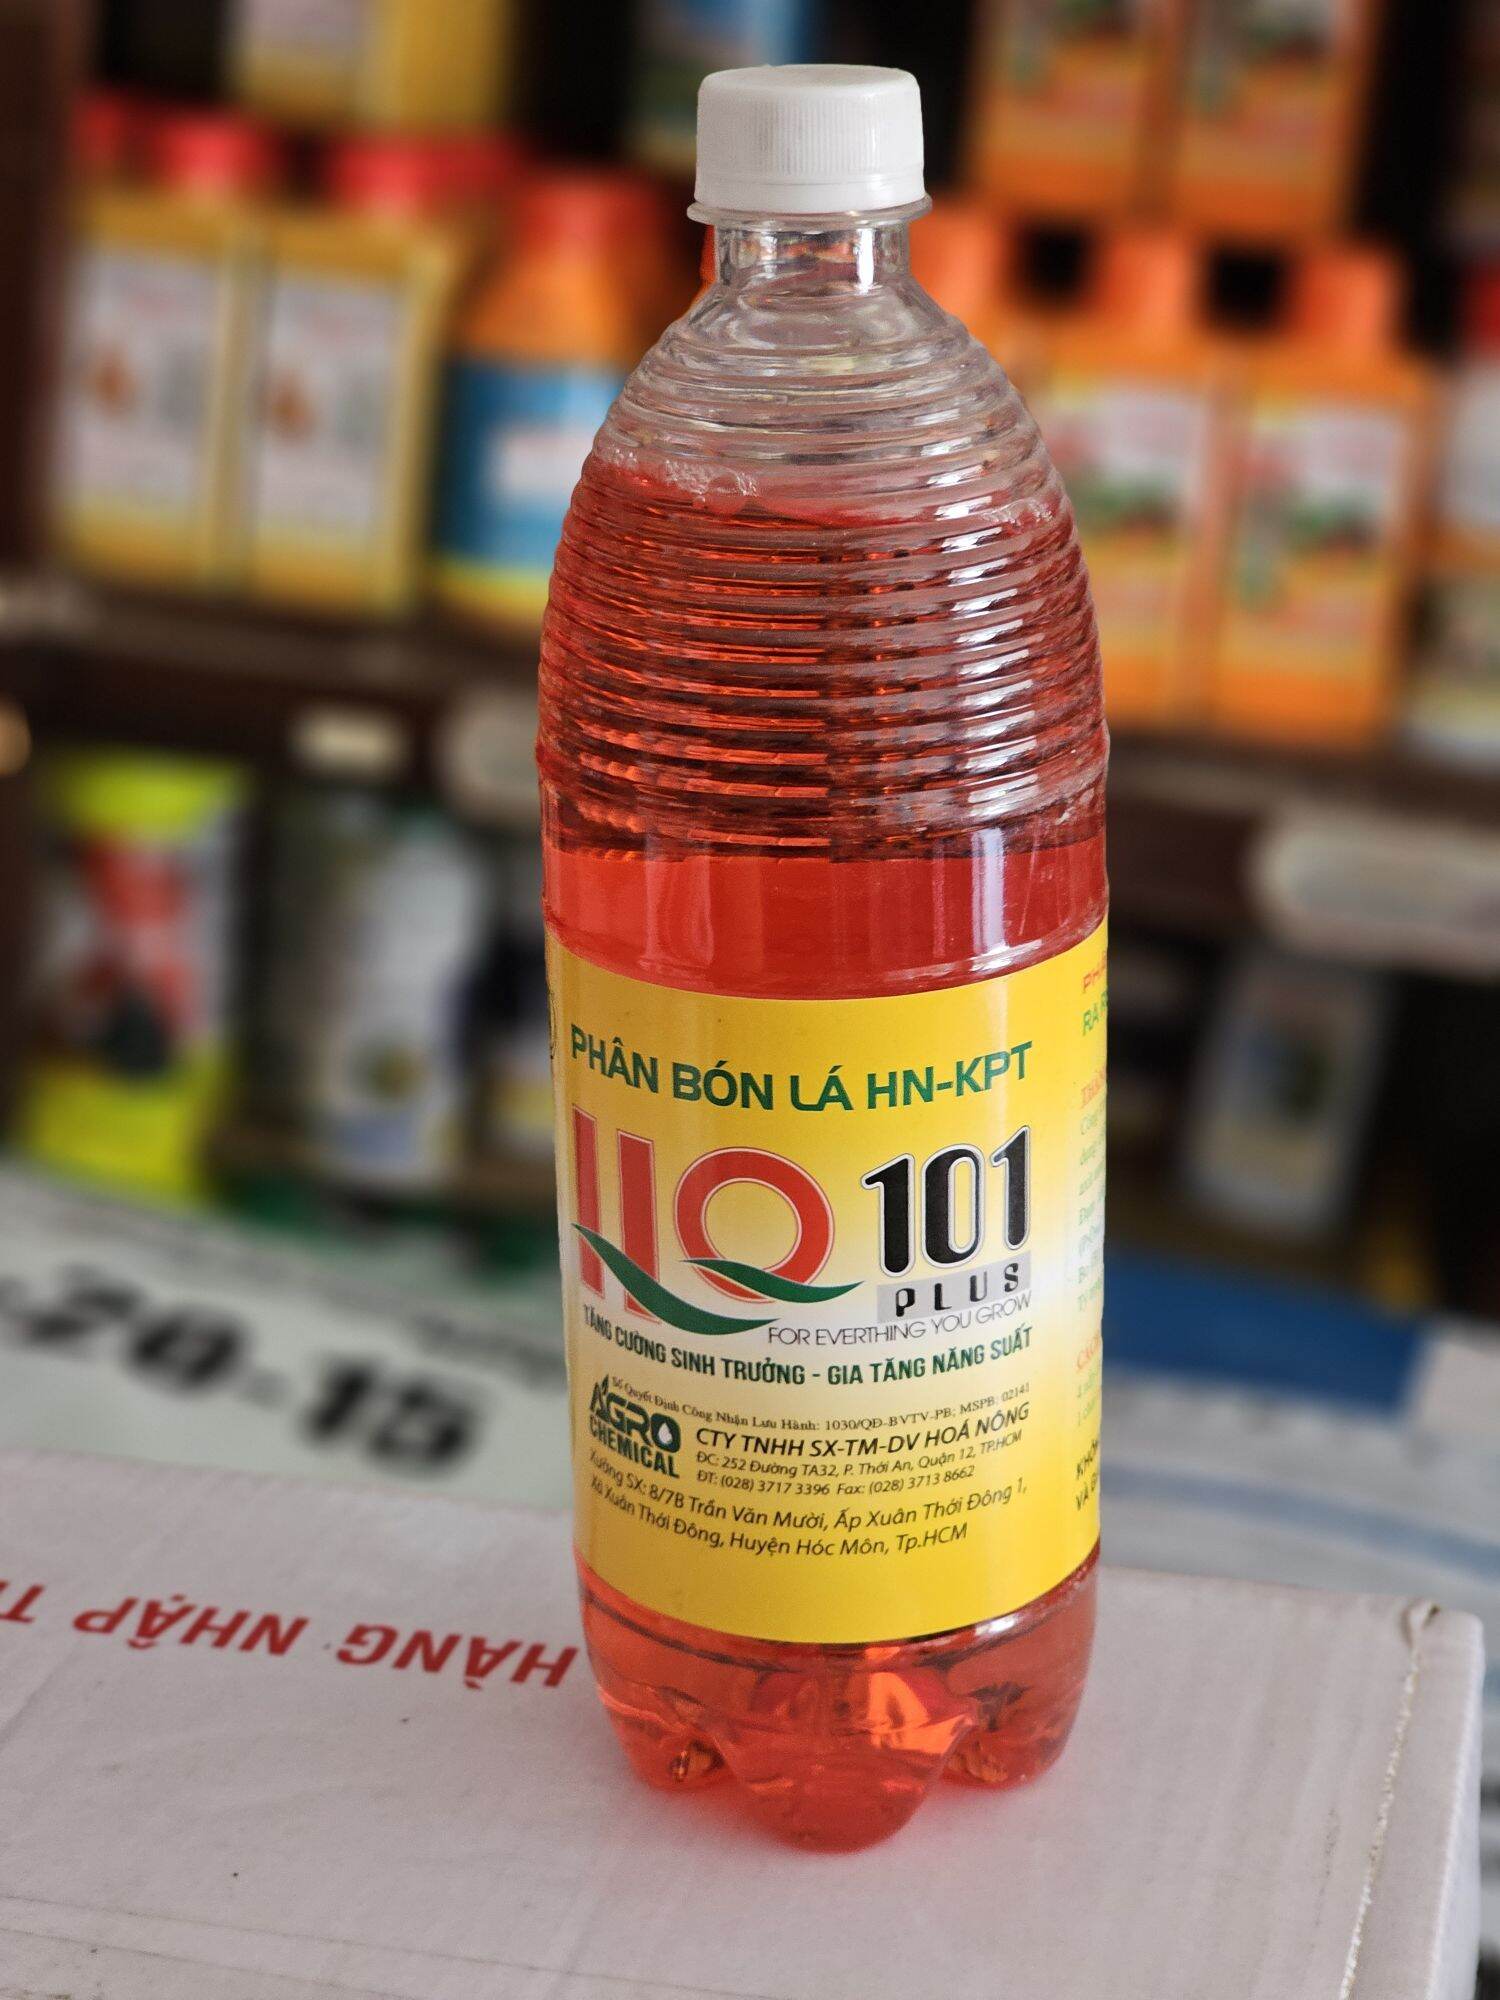 PHÂN BÓN LÁ HN-KPT
HQ 101
PLUS
FOR EVERTHING YOU GROW
TĂNG CƯỜNG SINH TRƯỞNG - GIA TĂNG NĂNG SUẤT
Số Quyết Định Công Nhận Lưu Hành: 1030/QĐ-BVTV-PB; MSPB: 02141
AGRO
CHEMICAL
CTY TNHH SX-TM-DV HOÁ NÔNG
ĐC: 252 Đường TA32, P. Thới An, Quận 12, TP.HCM
ĐT: (028) 3717 3396 Fax: (028) 3713 8662
Xưởng SX: 8/7B Trần Văn Mười, Ấp Xuân Thới Đông 1,
Xã Xuân Thới Đông, Huyện Hóc Môn, Tp.HCM
20-15
HÀNG NHẬP